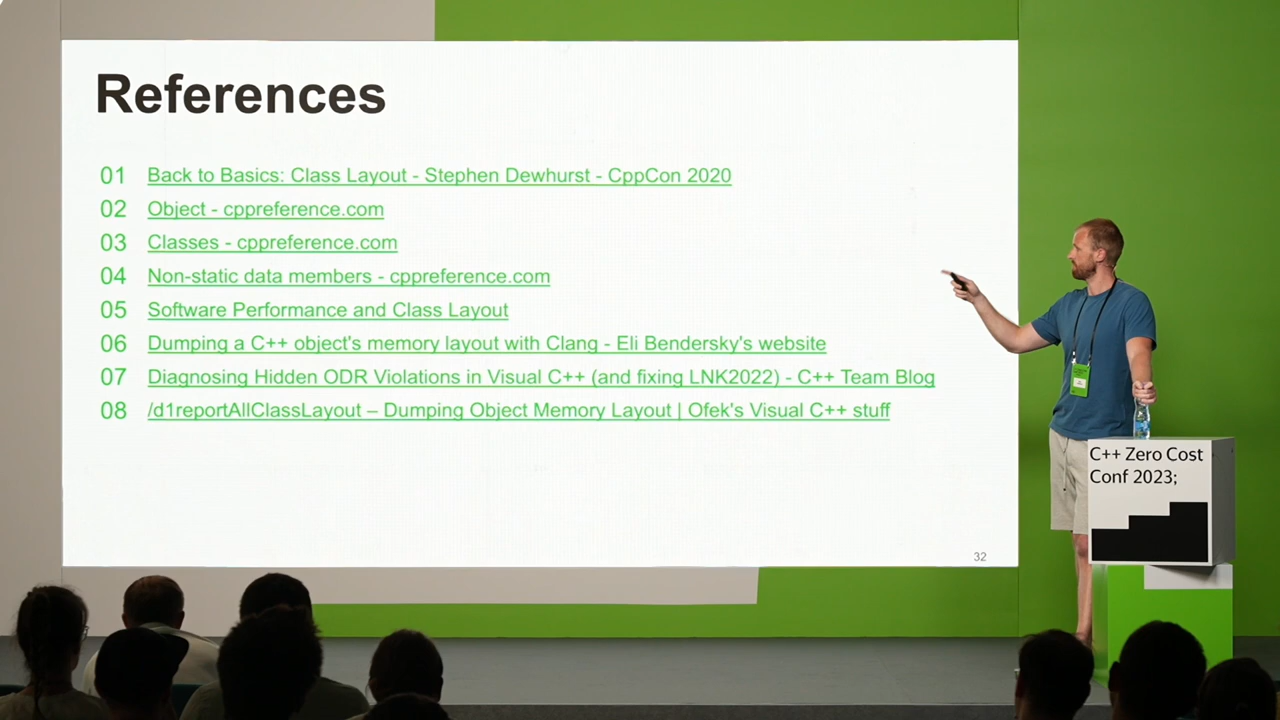 References
01 Back to Basics: Class Layout - Stephen Dewhurst - CppCon 2020
02 Object - cppreference.com
03 Classes - cppreference.com
04 Non-static data members - cppreference.com
05 Software Performance and Class Layout
06 Dumping a C++ object's memory layout with Clang - Eli Bendersky's website
07 Diagnosing Hidden ODR Violations in Visual C++ (and fixing LNK2022) - C++ Team Blog
08 /d1reportAllClassLayout – Dumping Object Memory Layout | Ofek's Visual C++ stuff
32
C++ Zero Cost
Conf 2023;